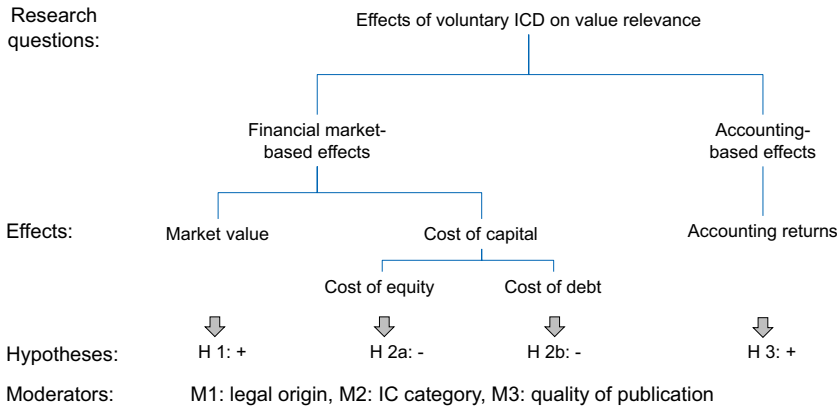 Research
questions:
Effects of voluntary ICD on value relevance
Financial market-
based effects
Accounting-
based effects
Effects:
Market value
Cost of capital
Accounting returns
Cost of equity
Cost of debt
Hypotheses:
H 1: +
H 2a: -
H 2b: -
H 3: +
Moderators:
M1: legal origin, M2: IC category, M3: quality of publication